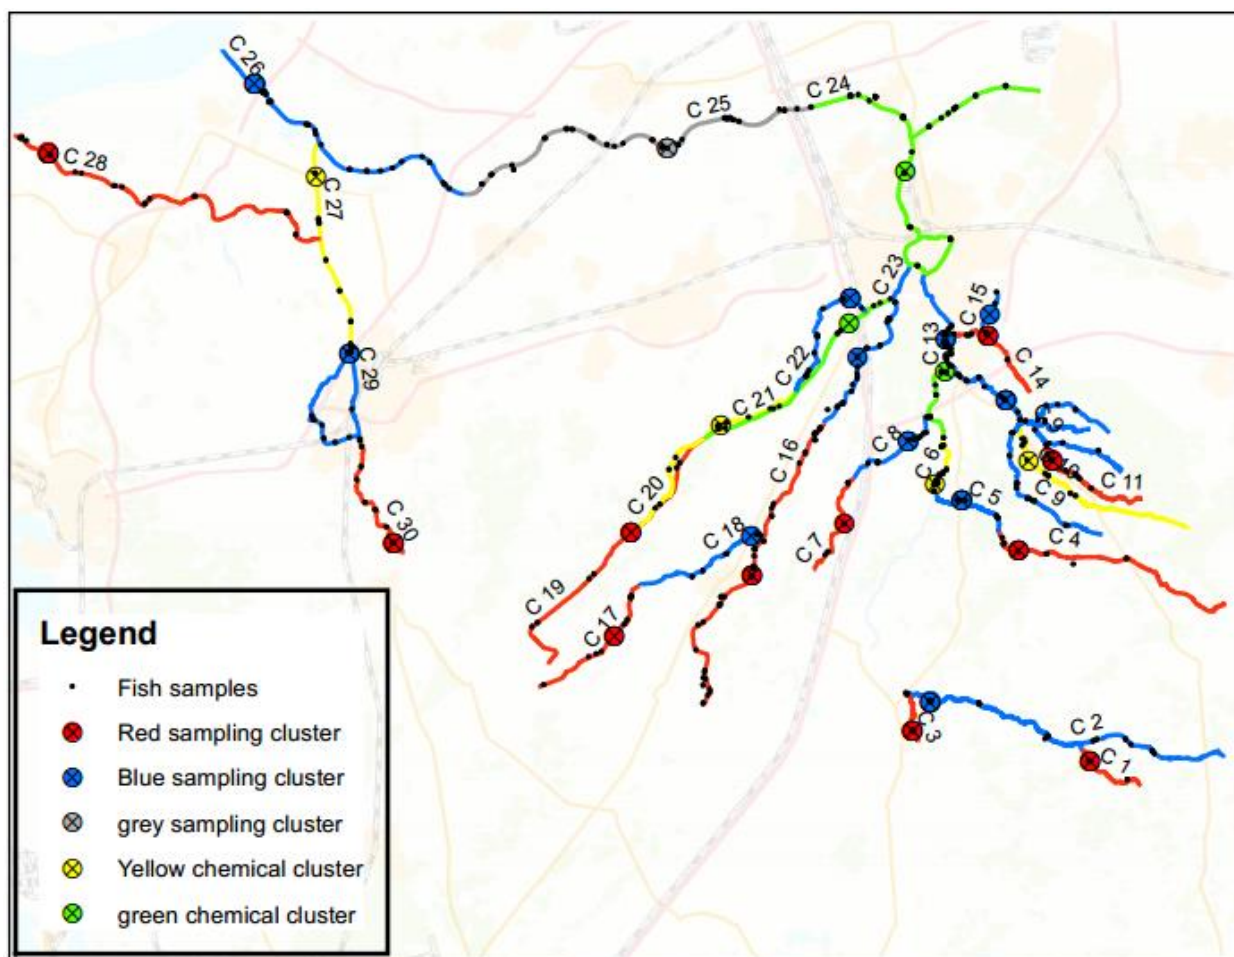 C 26
C 25
C 24
C 28
C 27
C 23
C 15
C 13
C 14
C 22
C 29
C 21
C 8
C 16
C 6
C 11
C 20
C 9
C 5
C 18
C 7
C 4
C 30
C 19
C 17
C 3
C 2
C 1
Legend
Fish samples
Red sampling cluster
Blue sampling cluster
grey sampling cluster
Yellow chemical cluster
green chemical cluster